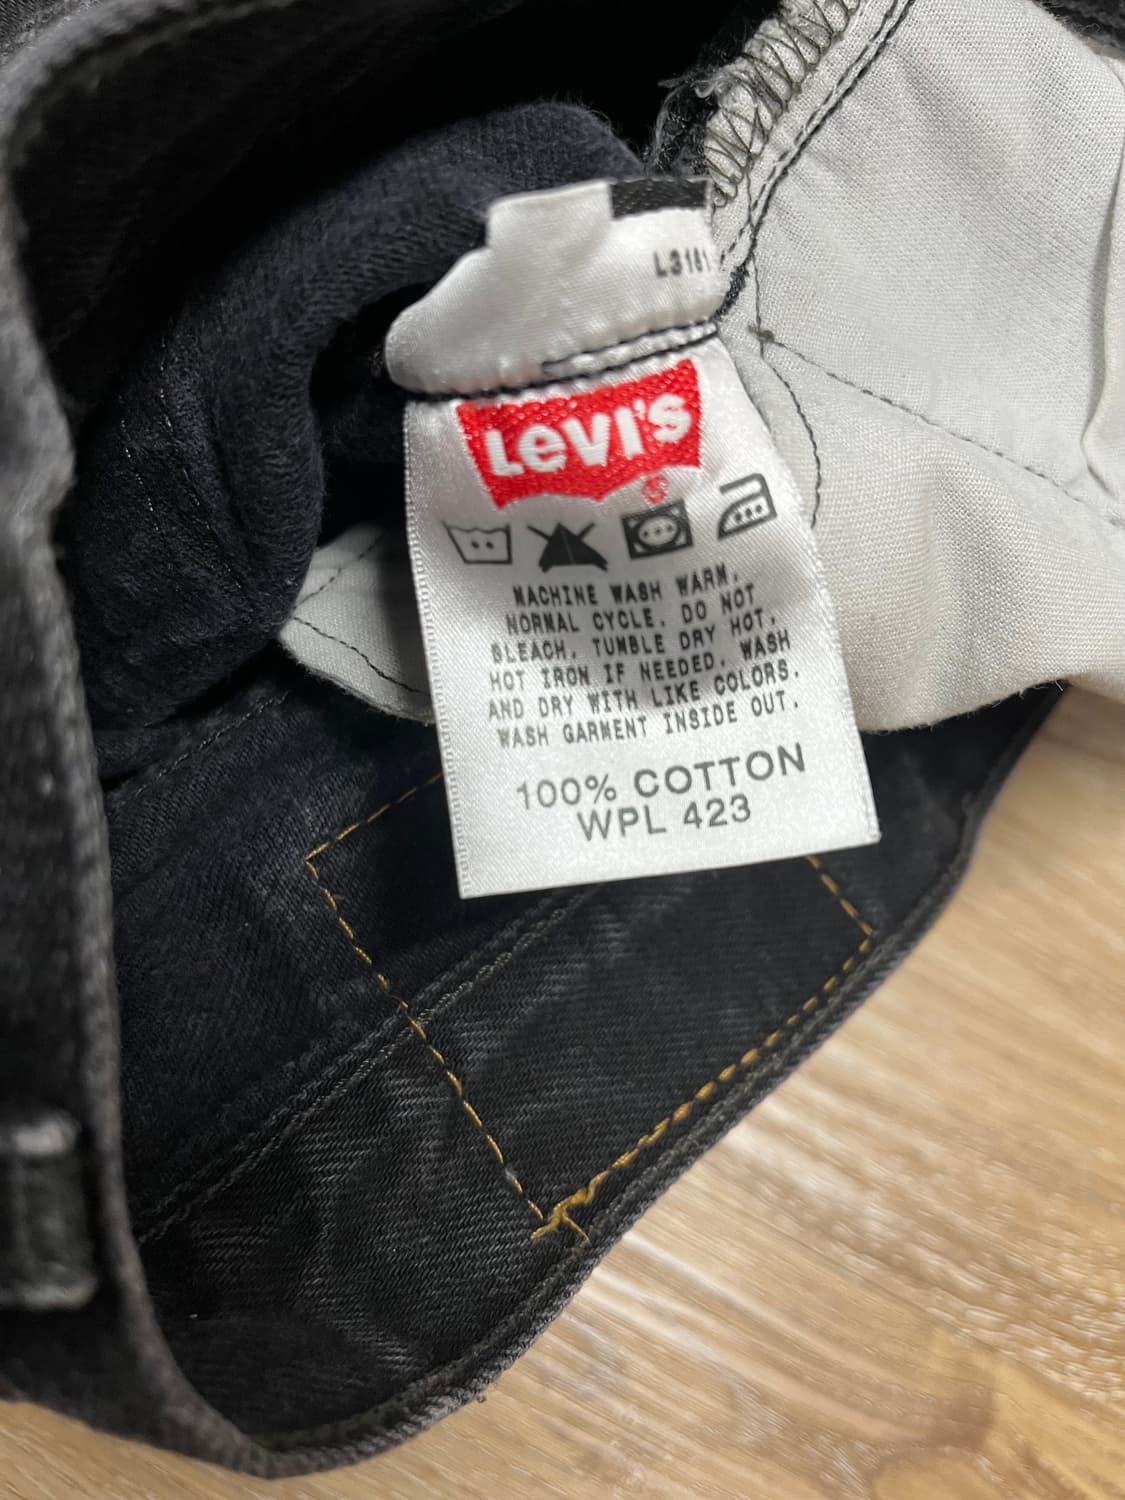 L3181
LEVI'S
MACHINE WASH WARM.
NORMAL CYCLE. DO NOT
BLEACH. TUMBLE DRY HOT.
HOT IRON IF NEEDED. WASH
AND DRY WITH LIKE COLORS.
WASH GARMENT INSIDE OUT.
100% COTTON
WPL 423